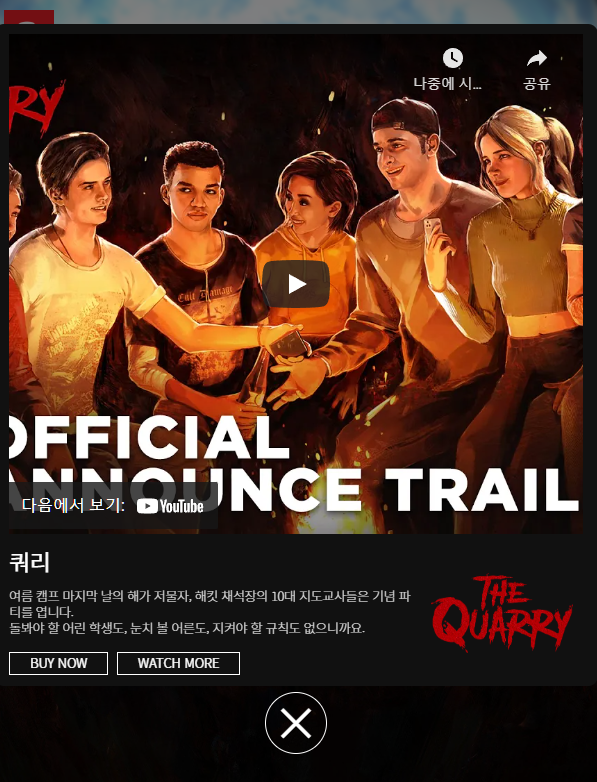 RY
나중에 시...
공유
Cult Damage
OFFICIAL
ANNOUNCE TRAIL
다음에서 보기: YouTube
쿼리
여름 캠프 마지막 날의 해가 저물자, 해킷 채석장의 10대 지도교사들은 기념 파
티를 엽니다.
돌봐야 할 어린 학생도, 눈치 볼 어른도, 지켜야 할 규칙도 없으니까요.
THE
QUARRY
BUY NOW
WATCH MORE